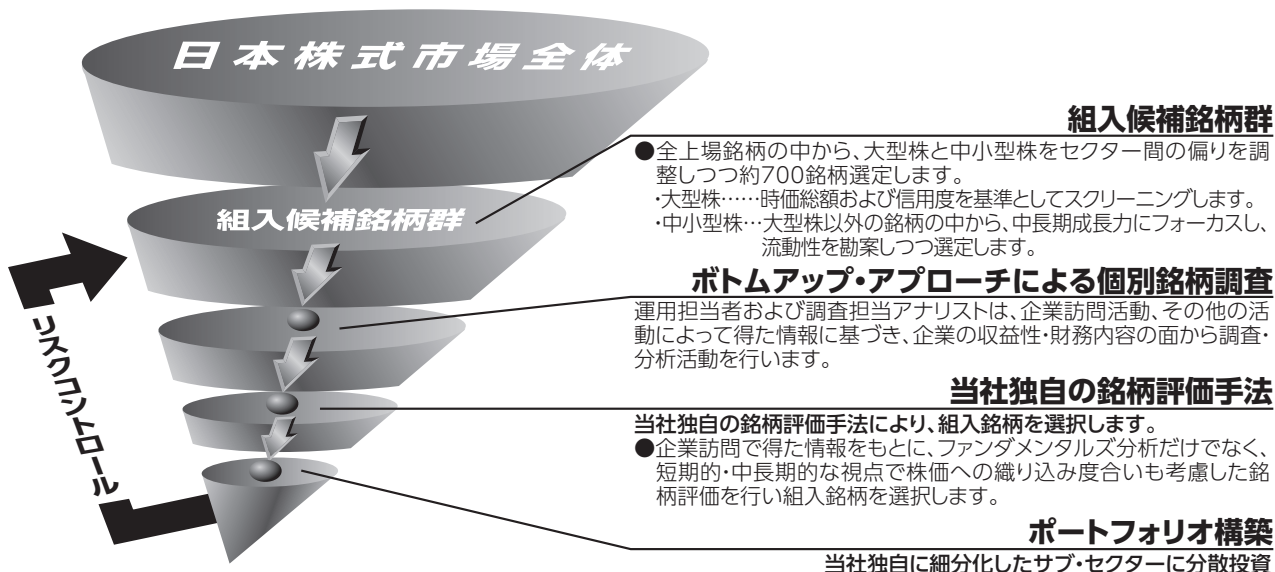 日本株式市場全体
組入候補銘柄群
リスクコントロール
組入候補銘柄群
●全上場銘柄の中から、大型株と中小型株をセクター間の偏りを調
整しつつ約700銘柄選定します。
・大型株……時価総額および信用度を基準としてスクリーニングします。
・中小型株…大型株以外の銘柄の中から、中長期成長力にフォーカスし、
流動性を勘案しつつ選定します。
ボトムアップ・アプローチによる個別銘柄調査
運用担当者および調査担当アナリストは、企業訪問活動、その他の活
動によって得た情報に基づき、企業の収益性・財務内容の面から調査・
分析活動を行います。
当社独自の銘柄評価手法
当社独自の銘柄評価手法により、組入銘柄を選択します。
●企業訪問で得た情報をもとに、ファンダメンタルズ分析だけでなく、
短期的・中長期的な視点で株価への織り込み度合いも考慮した銘
柄評価を行い組入銘柄を選択します。
ポートフォリオ構築
当社独自に細分化したサブ・セクターに分散投資